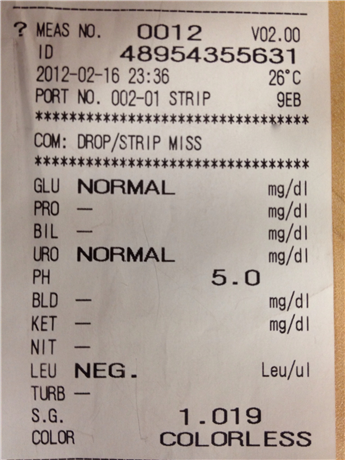 ? MEAS NO. 0012 V02.00
ID 48954355631
2012-02-16 23:36 26°C
PORT NO. 002-01 STRIP 9EB
***********************************
COM: DROP/STRIP MISS
***********************************
GLU NORMAL mg/dl
PRO – mg/dl
BIL – mg/dl
URO NORMAL mg/dl
PH 5.0
BLD – mg/dl
KET – mg/dl
NIT –
LEU NEG. Leu/ul
TURB –
S.G. 1.019
COLOR COLORLESS